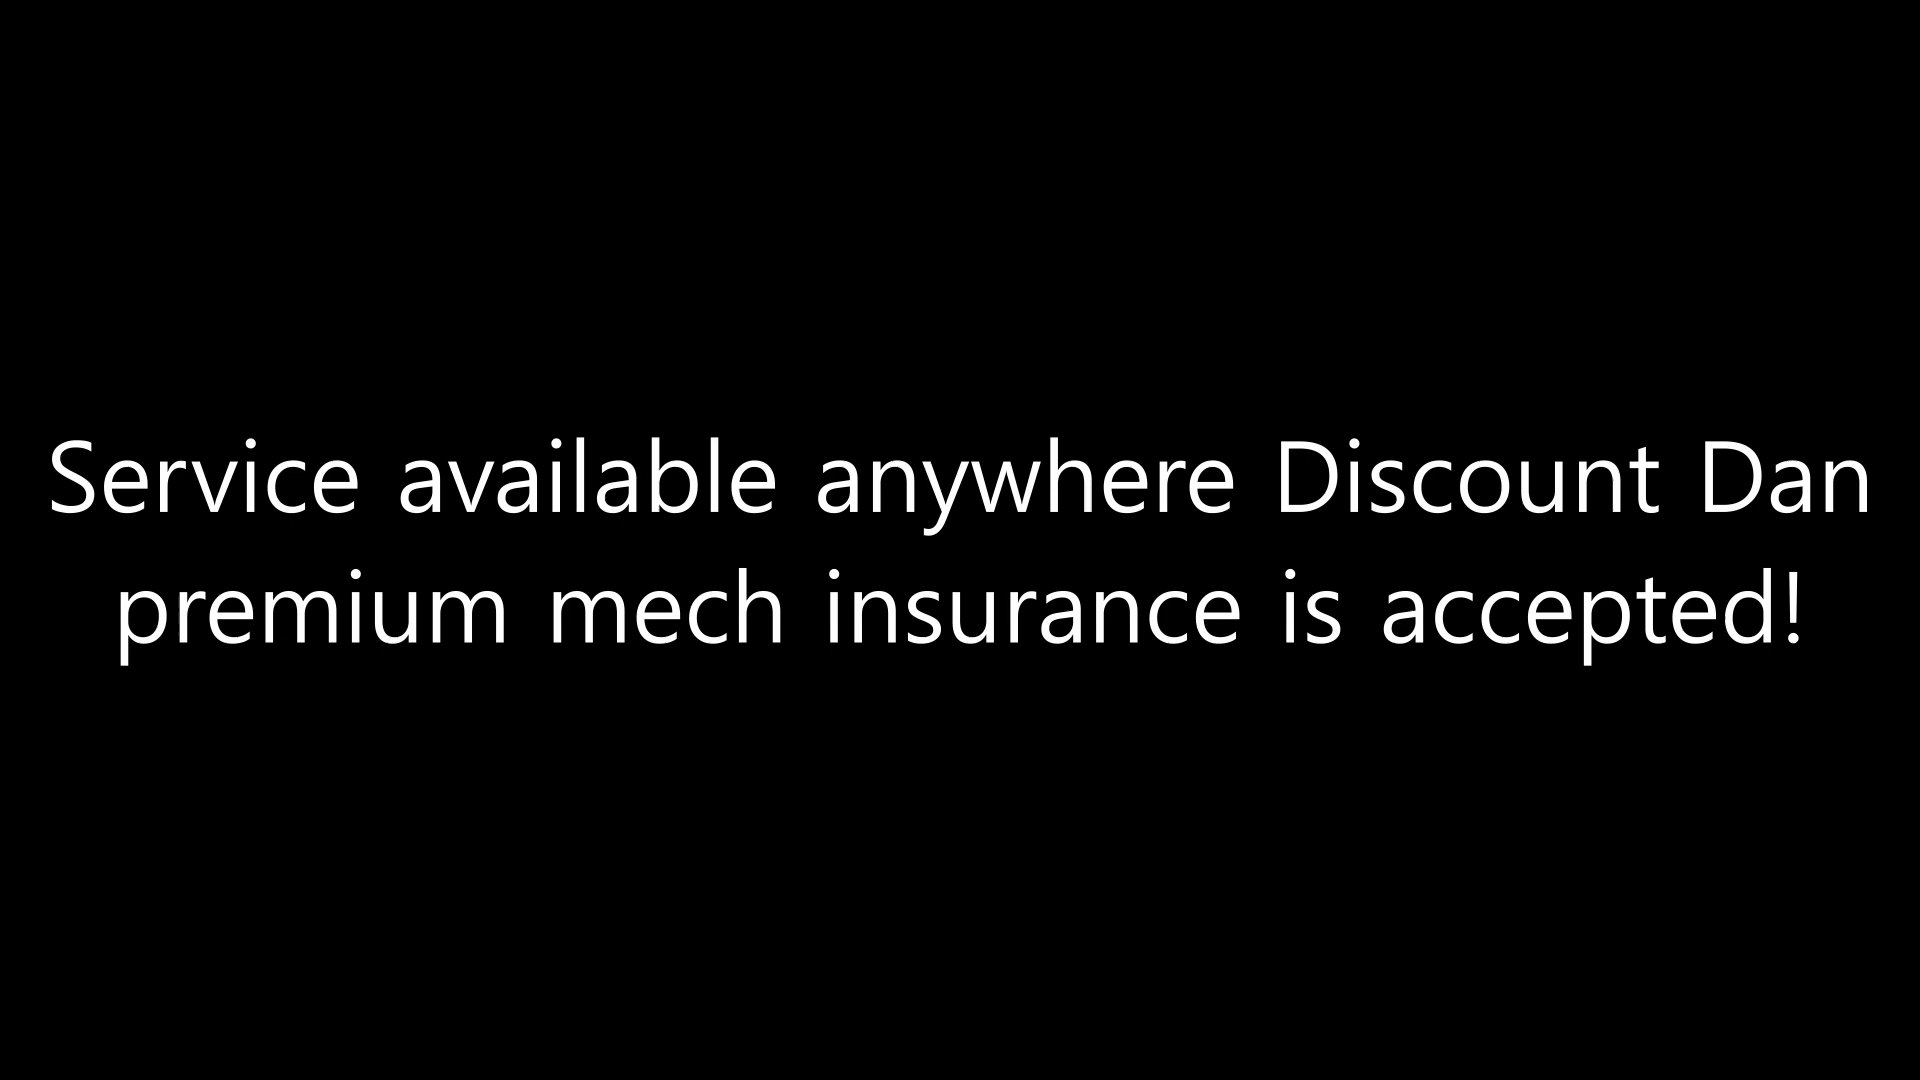 Service available anywhere Discount Dan
premium mech insurance is accepted!